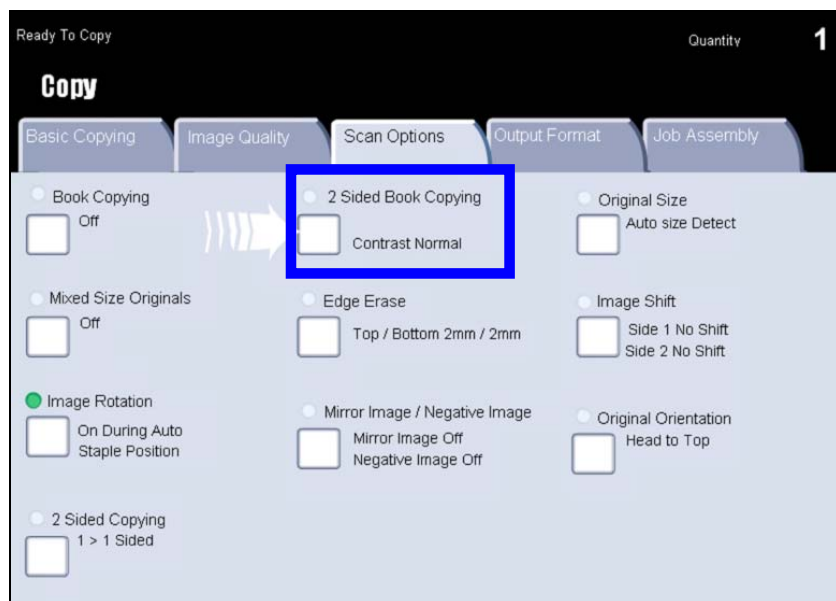 Ready To Copy
Quantity 1
Copy
Basic Copying
Image Quality
Scan Options
Output Format
Job Assembly
Book Copying
Off
2 Sided Book Copying
Contrast Normal
Original Size
Auto size Detect
Mixed Size Originals
Off
Edge Erase
Top / Bottom 2mm / 2mm
Image Shift
Side 1 No Shift
Side 2 No Shift
Image Rotation
On During Auto
Staple Position
Mirror Image / Negative Image
Mirror Image Off
Negative Image Off
Original Orientation
Head to Top
2 Sided Copying
1 > 1 Sided